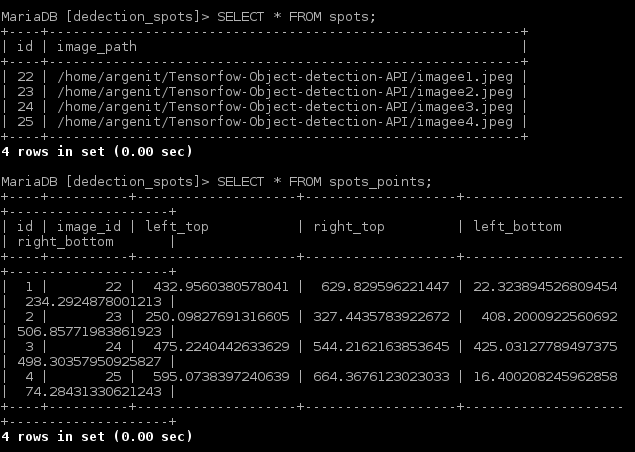 MariaDB [dedection_spots]> SELECT * FROM spots;
+----+--------------------------------------------------------+
| id | image_path                                             |
+----+--------------------------------------------------------+
| 22 | /home/argenit/Tensorfow-Object-detection-API/imagee1.jpeg |
| 23 | /home/argenit/Tensorfow-Object-detection-API/imagee2.jpeg |
| 24 | /home/argenit/Tensorfow-Object-detection-API/imagee3.jpeg |
| 25 | /home/argenit/Tensorfow-Object-detection-API/imagee4.jpeg |
+----+--------------------------------------------------------+
4 rows in set (0.00 sec)
MariaDB [dedection_spots]> SELECT * FROM spots_points;
+----+----------+--------------------+------------------+-------------------
+--------------------+
| id | image_id | left_top           | right_top        | left_bottom
| right_bottom       |
+----+----------+--------------------+------------------+-------------------
+--------------------+
|  1 |       22 |  432.9560380578041 |  629.829596221447 | 22.323894526809454
|  234.2924878001213 |
|  2 |       23 | 250.09827691316605 | 327.4435783922672 |  408.2000922560692
| 506.85771983861923 |
|  3 |       24 |  475.2240442633629 | 544.2162163853645 | 425.03127789497375
| 498.30357950925827 |
|  4 |       25 |  595.0738397240639 | 664.3676123023033 | 16.400208245962858
|  74.28431330621243 |
+----+----------+--------------------+------------------+-------------------
+--------------------+
4 rows in set (0.00 sec)